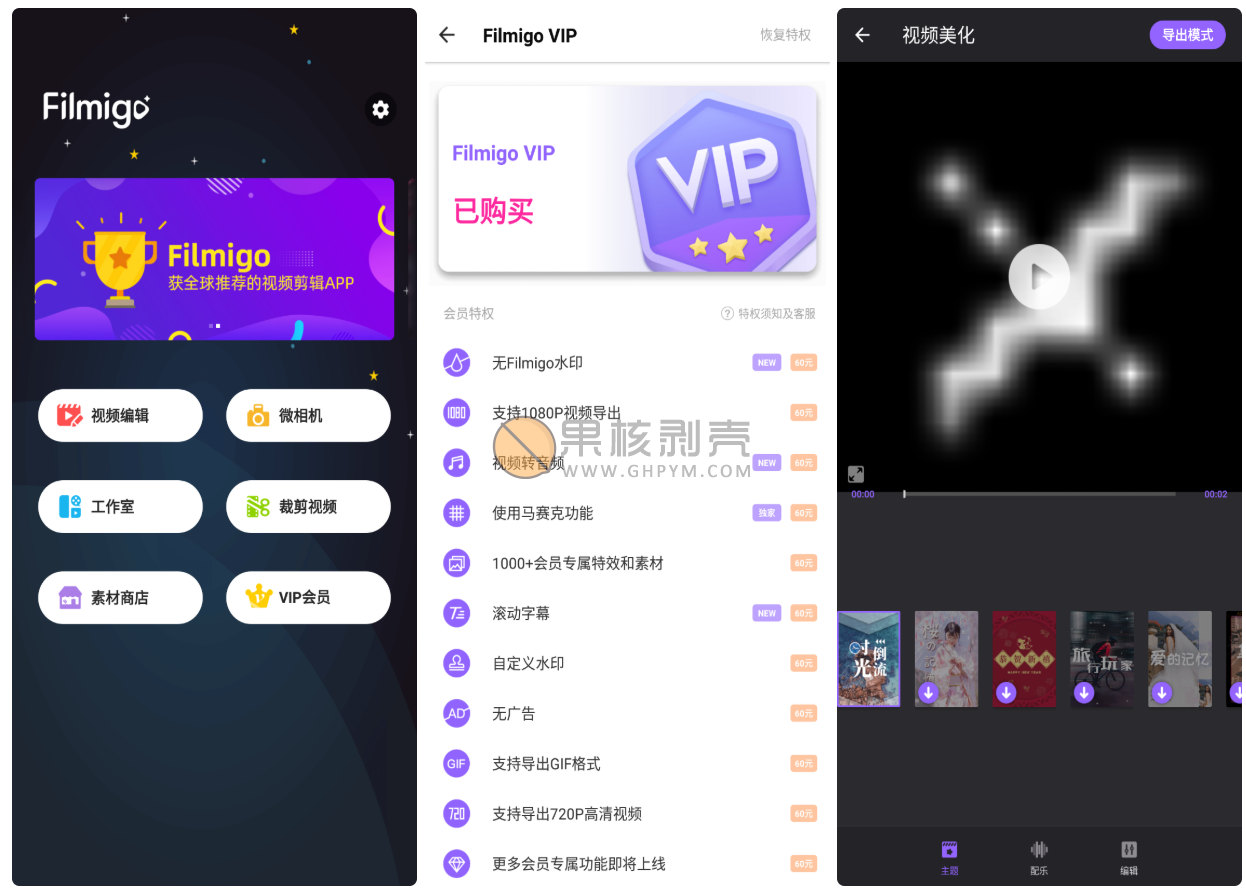 Filmigo
Filmigo
获全球推荐的视频剪辑APP
视频编辑
微相机
工作室
裁剪视频
素材商店
VIP会员
Filmigo VIP
恢复特权
Filmigo VIP
已购买
VIP
会员特权
? 特权须知及客服
无Filmigo水印 NEW 60元
1080 支持1080P视频导出 60元
视频转音频 NEW 60元
果核剥壳
WWW.GHPYM.COM
使用马赛克功能 独家 60元
1000+会员专属特效和素材 60元
滚动字幕 NEW 60元
自定义水印 60元
AD 无广告 60元
GIF 支持导出GIF格式 60元
720 支持导出720P高清视频 60元
更多会员专属功能即将上线 60元
视频美化
导出模式
00:00
00:02
时光倒流
桜の記憶
恭贺新禧
HAPPY NEW YEAR
旅行玩家
爱的记忆
主题
配乐
编辑